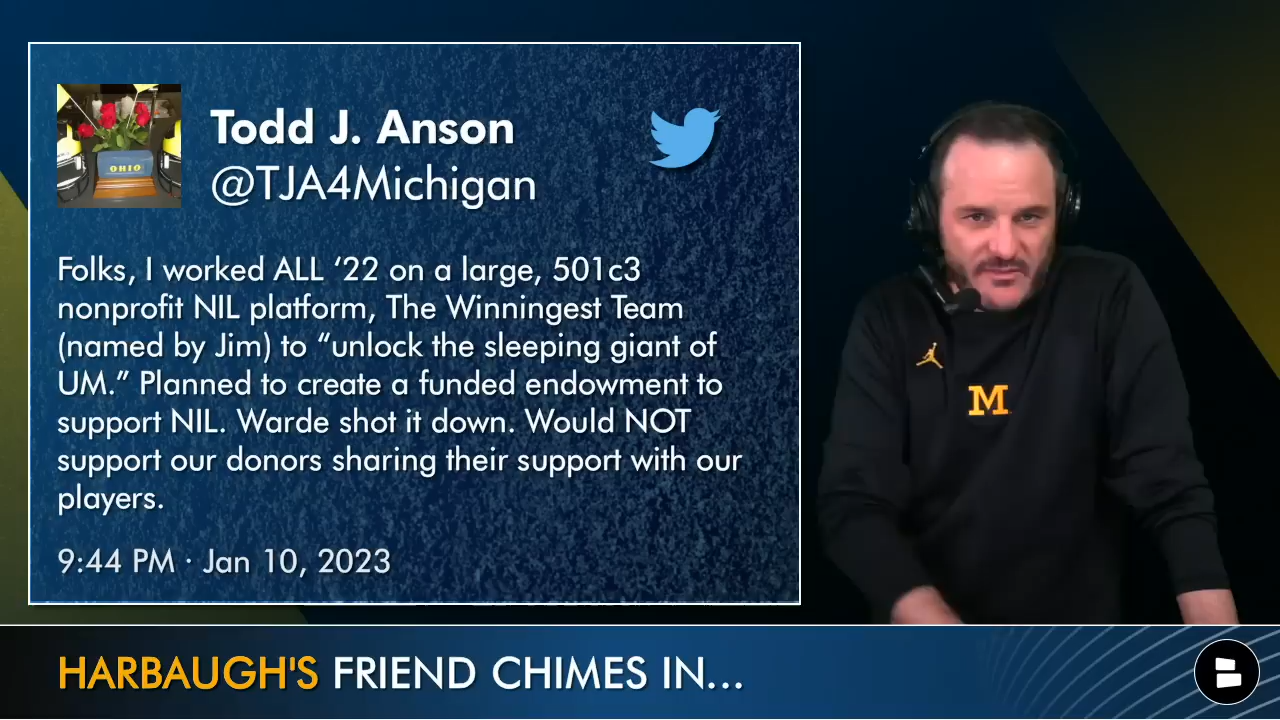 OHIO
Todd J. Anson
@TJA4Michigan
Folks, I worked ALL ‘22 on a large, 501c3
nonprofit NIL platform, The Winningest Team
(named by Jim) to “unlock the sleeping giant of
UM.” Planned to create a funded endowment to
support NIL. Warde shot it down. Would NOT
support our donors sharing their support with our
players.
9:44 PM · Jan 10, 2023
M
HARBAUGH'S FRIEND CHIMES IN...